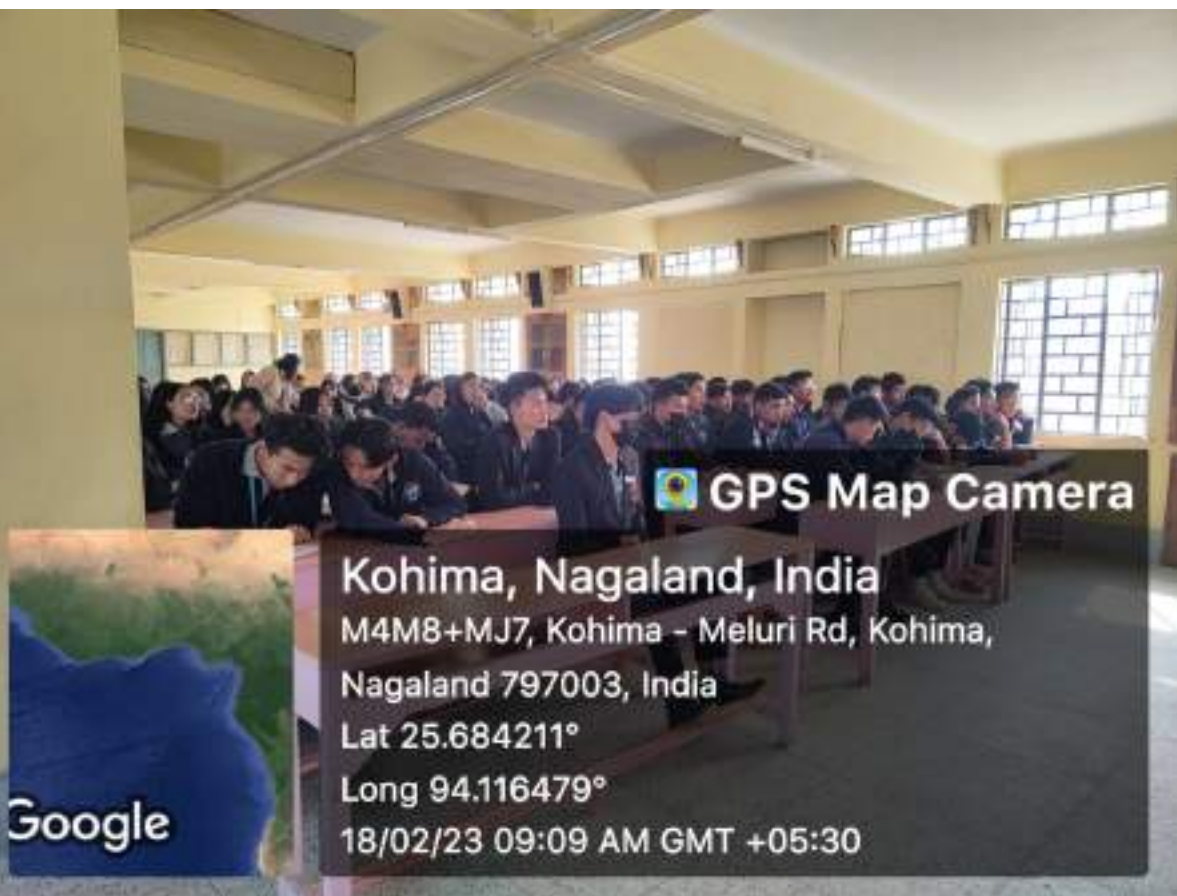 GPS Map Camera
Kohima, Nagaland, India
M4M8+MJ7, Kohima - Meluri Rd, Kohima,
Nagaland 797003, India
Lat 25.684211°
Long 94.116479°
18/02/23 09:09 AM GMT +05:30
Google